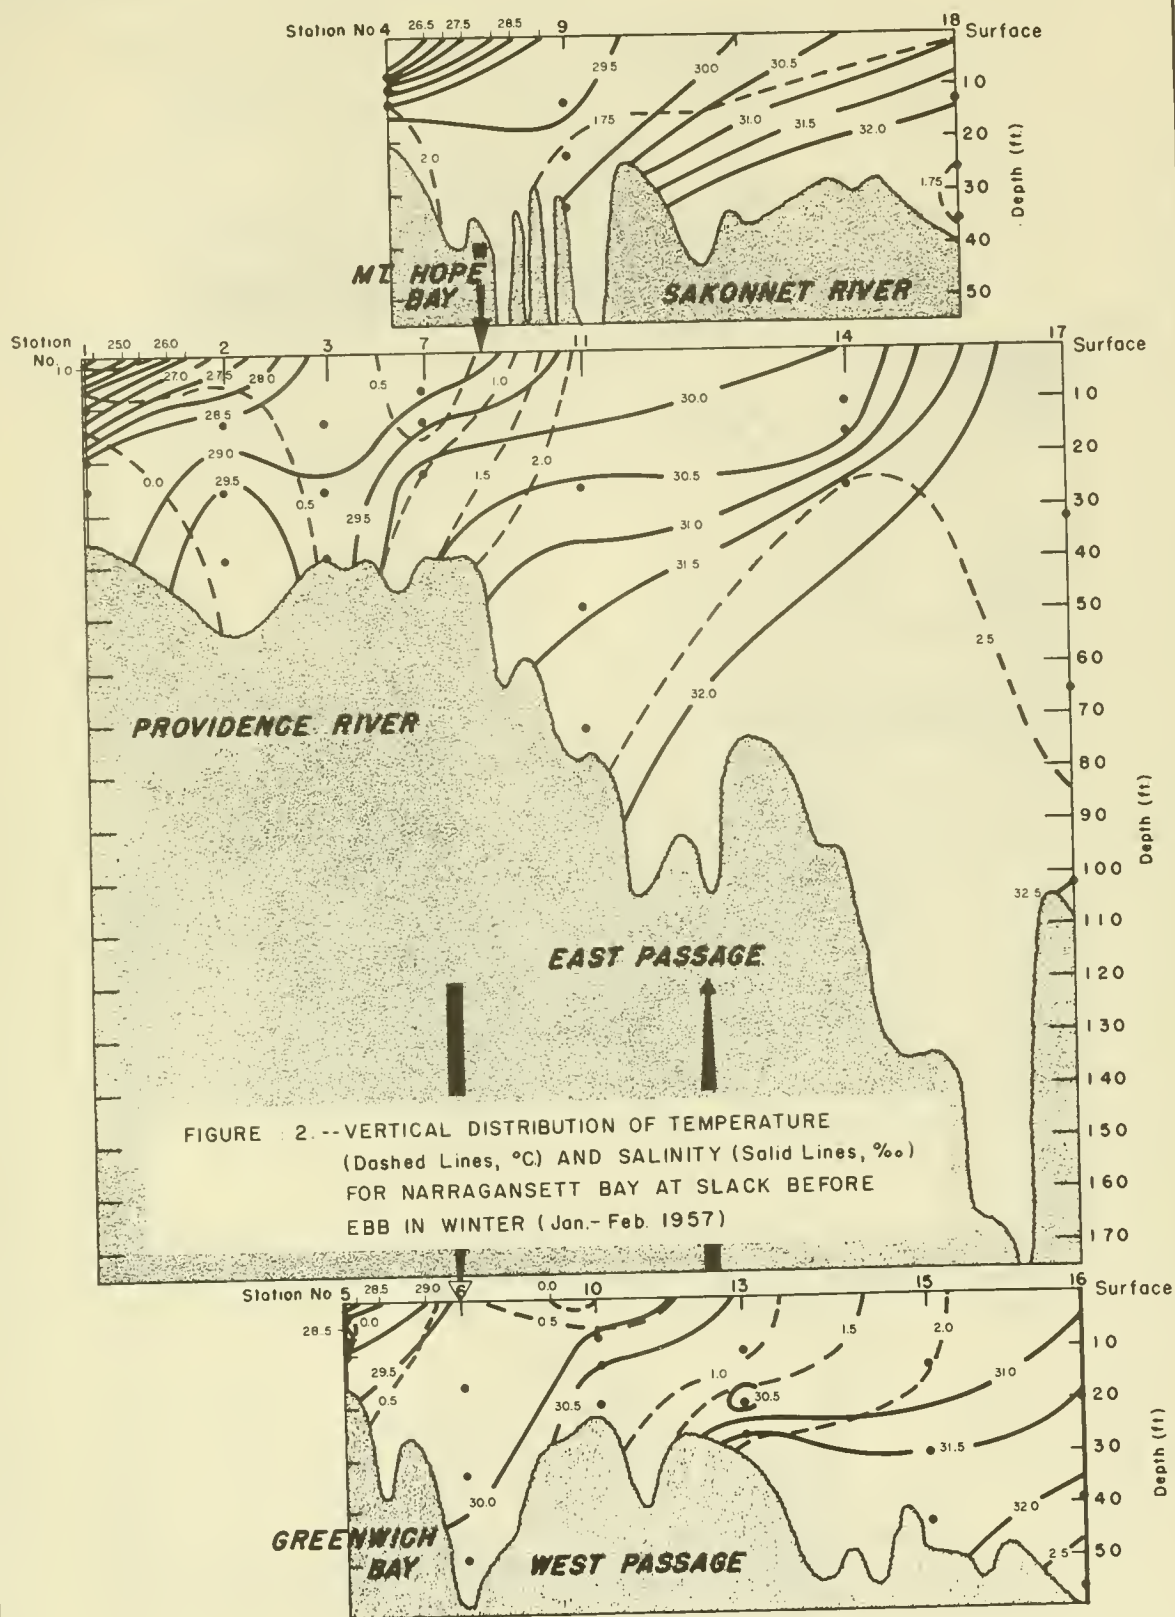 Station No 4 26.5 27.5 28.5 9 18 Surface
29.5 30.0 30.5
10
1.75 31.0 31.5 32.0
20
2.0
1.75 30
40
50
Depth (ft.)
MT. HOPE
BAY
SAKONNET RIVER
Station
No.
1 25.0 26.0 2 3 7 11 14 17 Surface
10
27.0 27.5 28.0
0.5 1.0
28.5
30.0
10
29.0
20
0.0 29.5 0.5 29.5 1.5 2.0 30.5
30
31.0
40
31.5
50
2.5
60
32.0
70
80
90
100
32.5
110
120
130
140
150
160
170
Depth (ft.)
PROVIDENCE RIVER
EAST PASSAGE
FIGURE 2.--VERTICAL DISTRIBUTION OF TEMPERATURE
(Dashed Lines, °C.) AND SALINITY (Solid Lines, ‰)
FOR NARRAGANSETT BAY AT SLACK BEFORE
EBB IN WINTER (Jan.- Feb. 1957)
Station No 5 28.5 29.0 6 0.0 10 13 15 16 Surface
28.5 0.0 0.5 1.5 2.0
10
29.5 1.0 31.0
0.5 30.5 30.5
20
31.5
30
30.0 32.0
40
2.5
50
Depth (ft)
GREENWICH
BAY
WEST PASSAGE